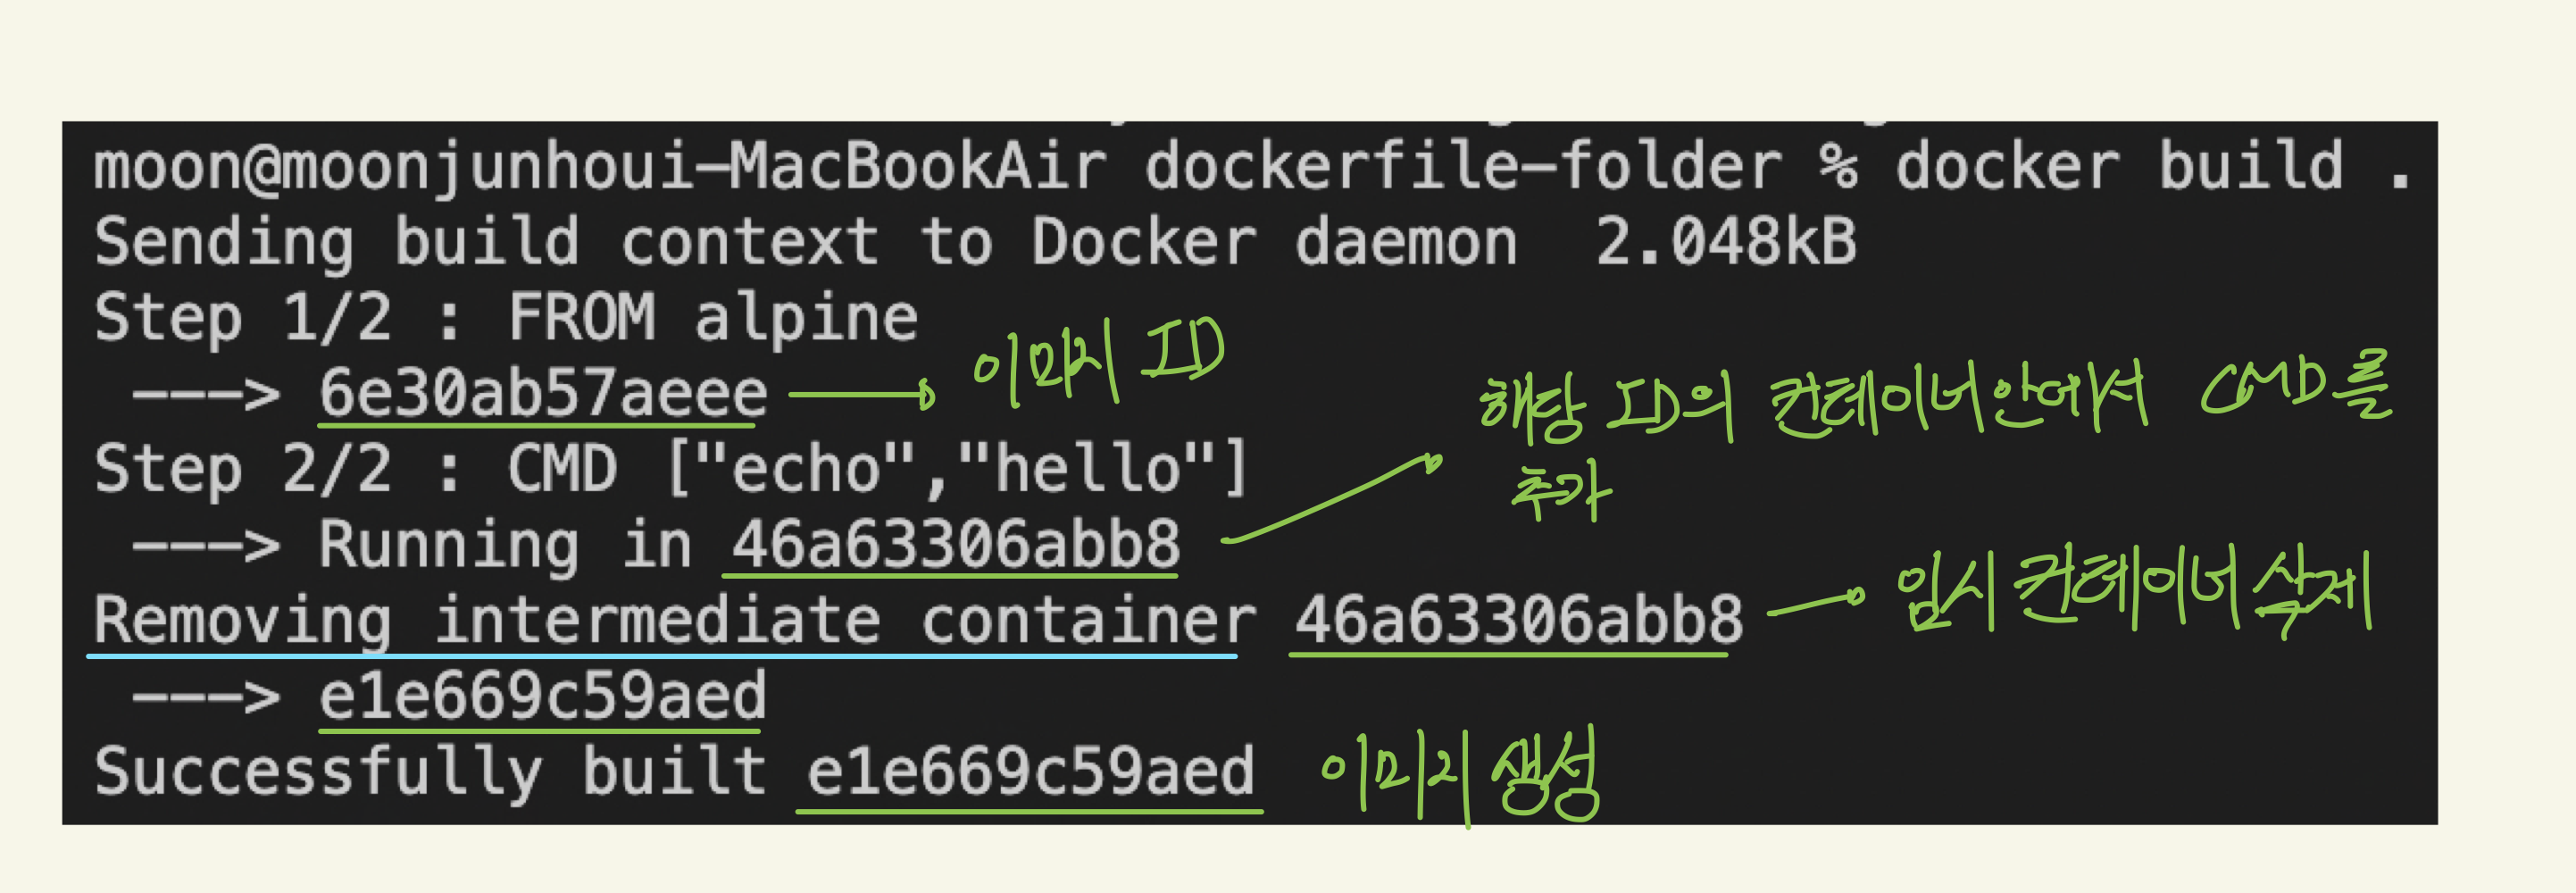 moon@moonjunhoui-MacBookAir dockerfile-folder % docker build .
Sending build context to Docker daemon  2.048kB
Step 1/2 : FROM alpine
---> 6e30ab57aeee
이미지 ID
Step 2/2 : CMD ["echo","hello"]
해당 ID의 컨테이너 안에서 CMD를
추가
---> Running in 46a63306abb8
Removing intermediate container 46a63306abb8
임시 컨테이너 삭제
---> e1e669c59aed
Successfully built e1e669c59aed
이미지 생성